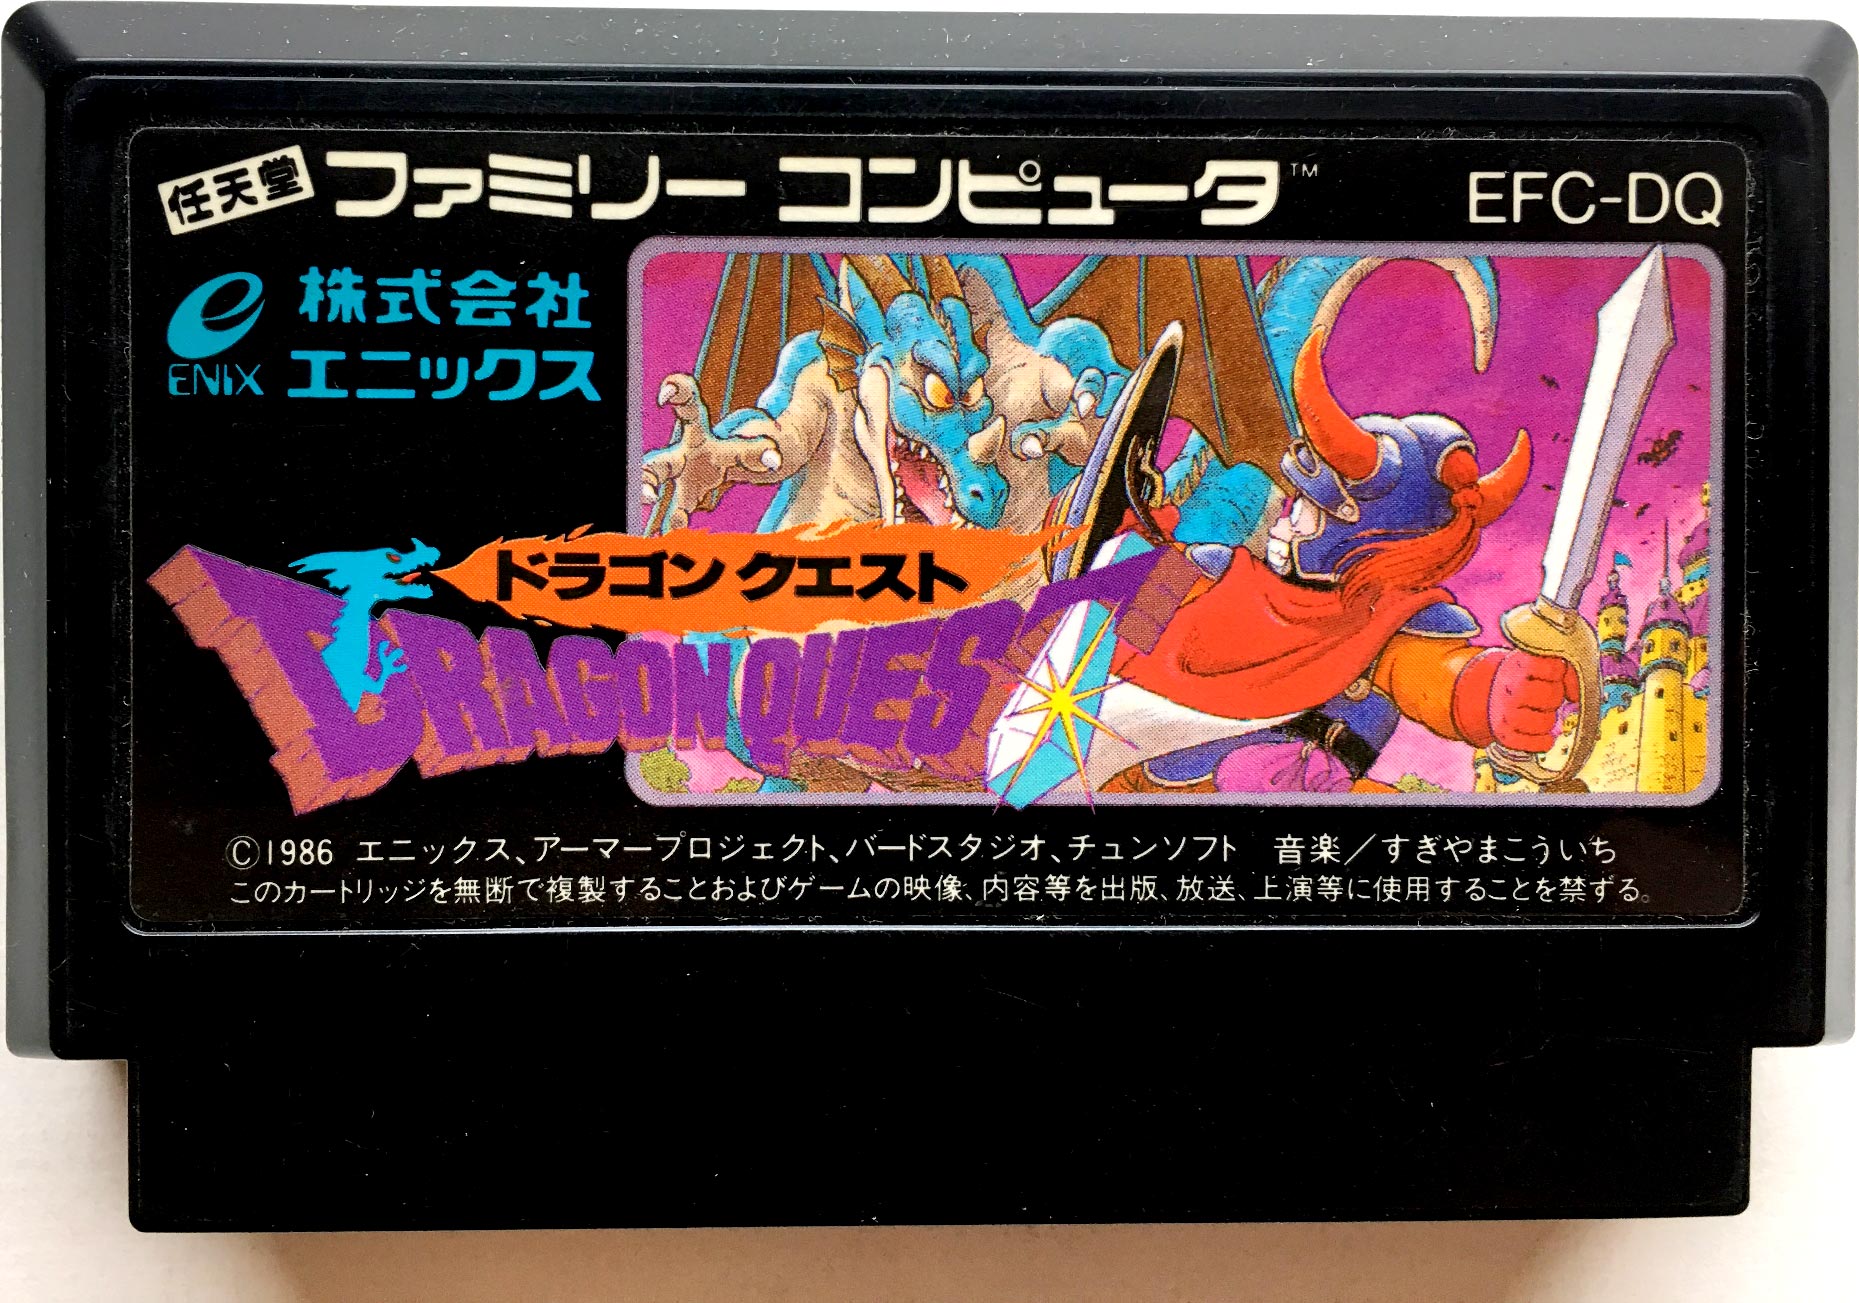 任天堂 ファミリー コンピュータ™ EFC-DQ
株式会社
ENIX エニックス
ドラゴンクエスト
DRAGON QUEST
©1986 エニックス、アーマープロジェクト、バードスタジオ、チュンソフト 音楽／すぎやまこういち
このカートリッジを無断で複製することおよびゲームの映像、内容等を出版、放送、上演等に使用することを禁ずる。